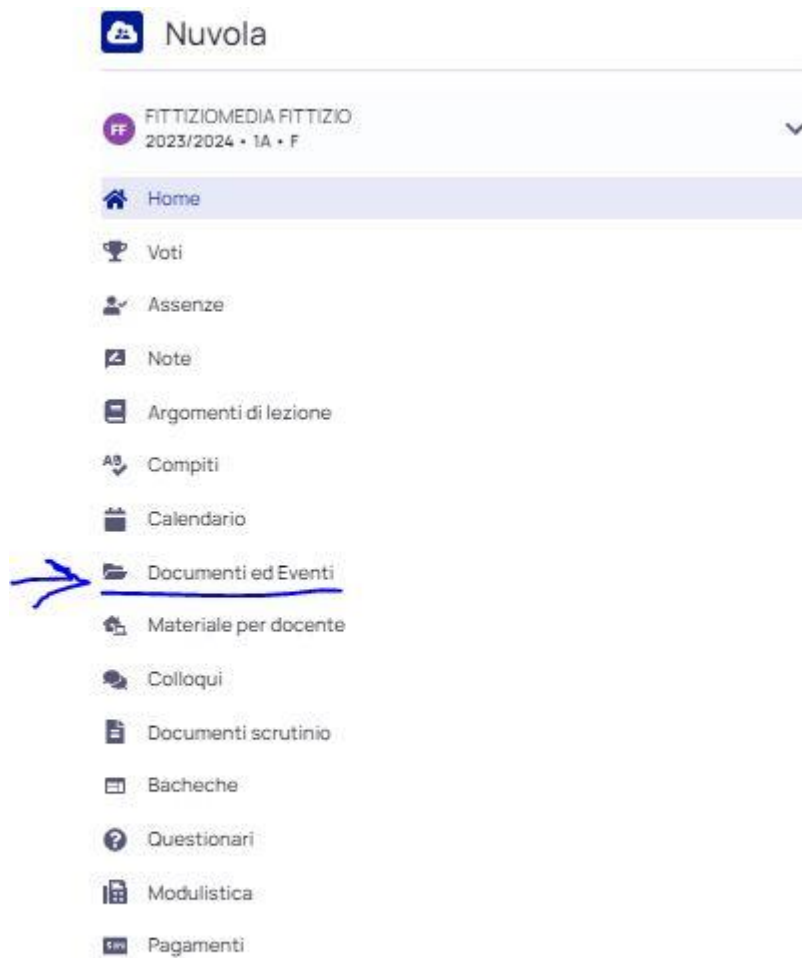 Nuvola
FF
FITTIZIOMEDIA FITTIZIO
2023/2024 • 1A • F
Home
Voti
Assenze
Note
Argomenti di lezione
Compiti
Calendario
Documenti ed Eventi
Materiale per docente
Colloqui
Documenti scrutinio
Bacheche
Questionari
Modulistica
Pagamenti